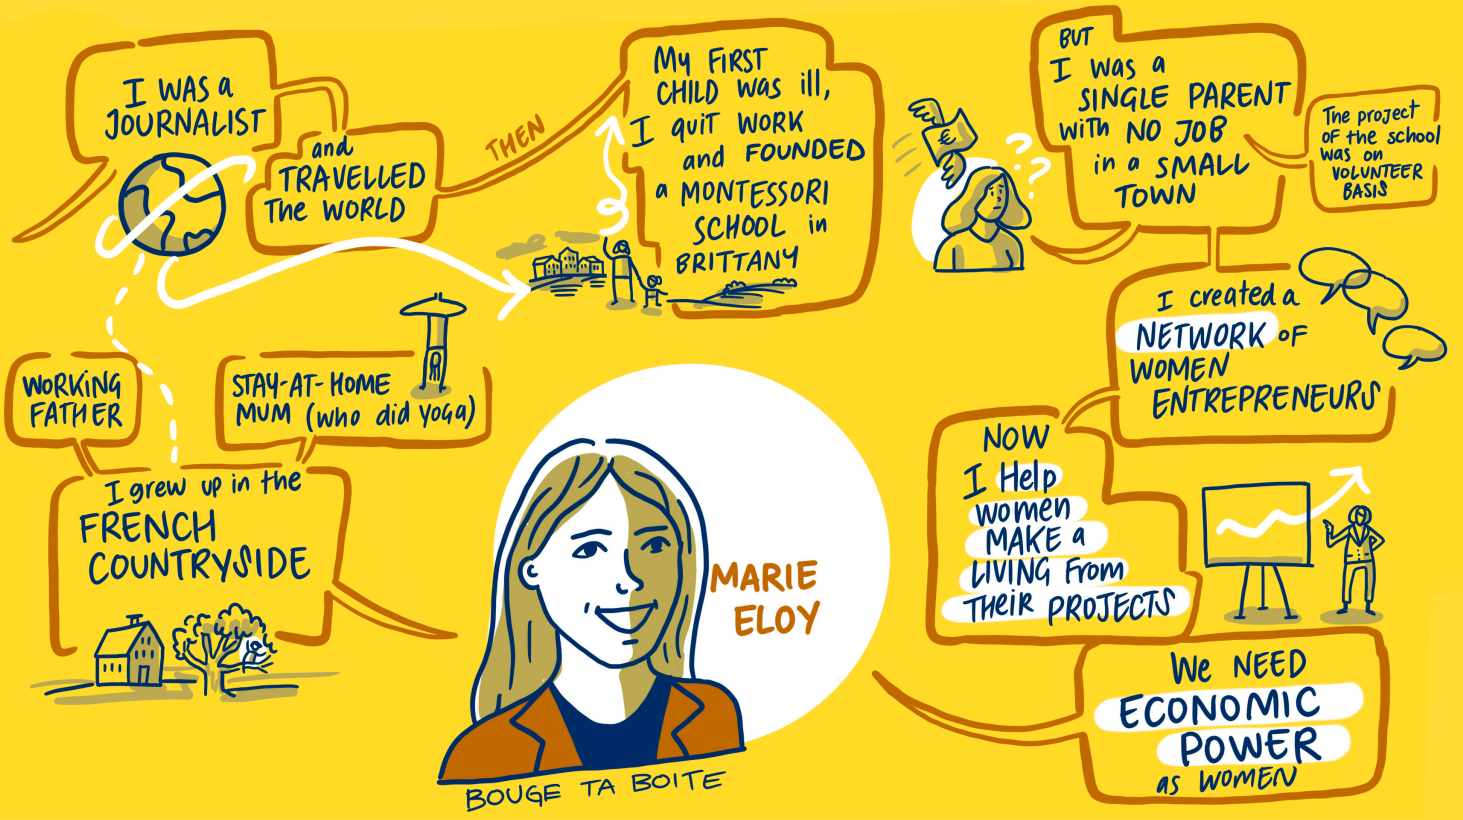 I WAS a
JOURNALIST
and
TRAVELLED
The WORLD
THEN
My FIRST
CHILD was ill,
I quit WORK
and FOUNDED
a MONTESSORI
SCHOOL in
BRITTANY
BUT
I was a
SINGLE PARENT
with NO JOB
in a SMALL
TOWN
The project
OF the school
was on
VOLUNTEER
BASIS
€
? ? ?
I created a
NETWORK OF
WOMEN
ENTREPRENEURS
WORKING
FATHER
STAY-AT-HOME
MUM (who did yoga)
I grew up in the
FRENCH
COUNTRYSIDE
NOW
I Help
women
MAKE a
LIVING From
THEIR PROJECTS
MARIE
ELOY
We NEED
ECONOMIC
POWER
as WOMEN
BOUGE TA BOITE